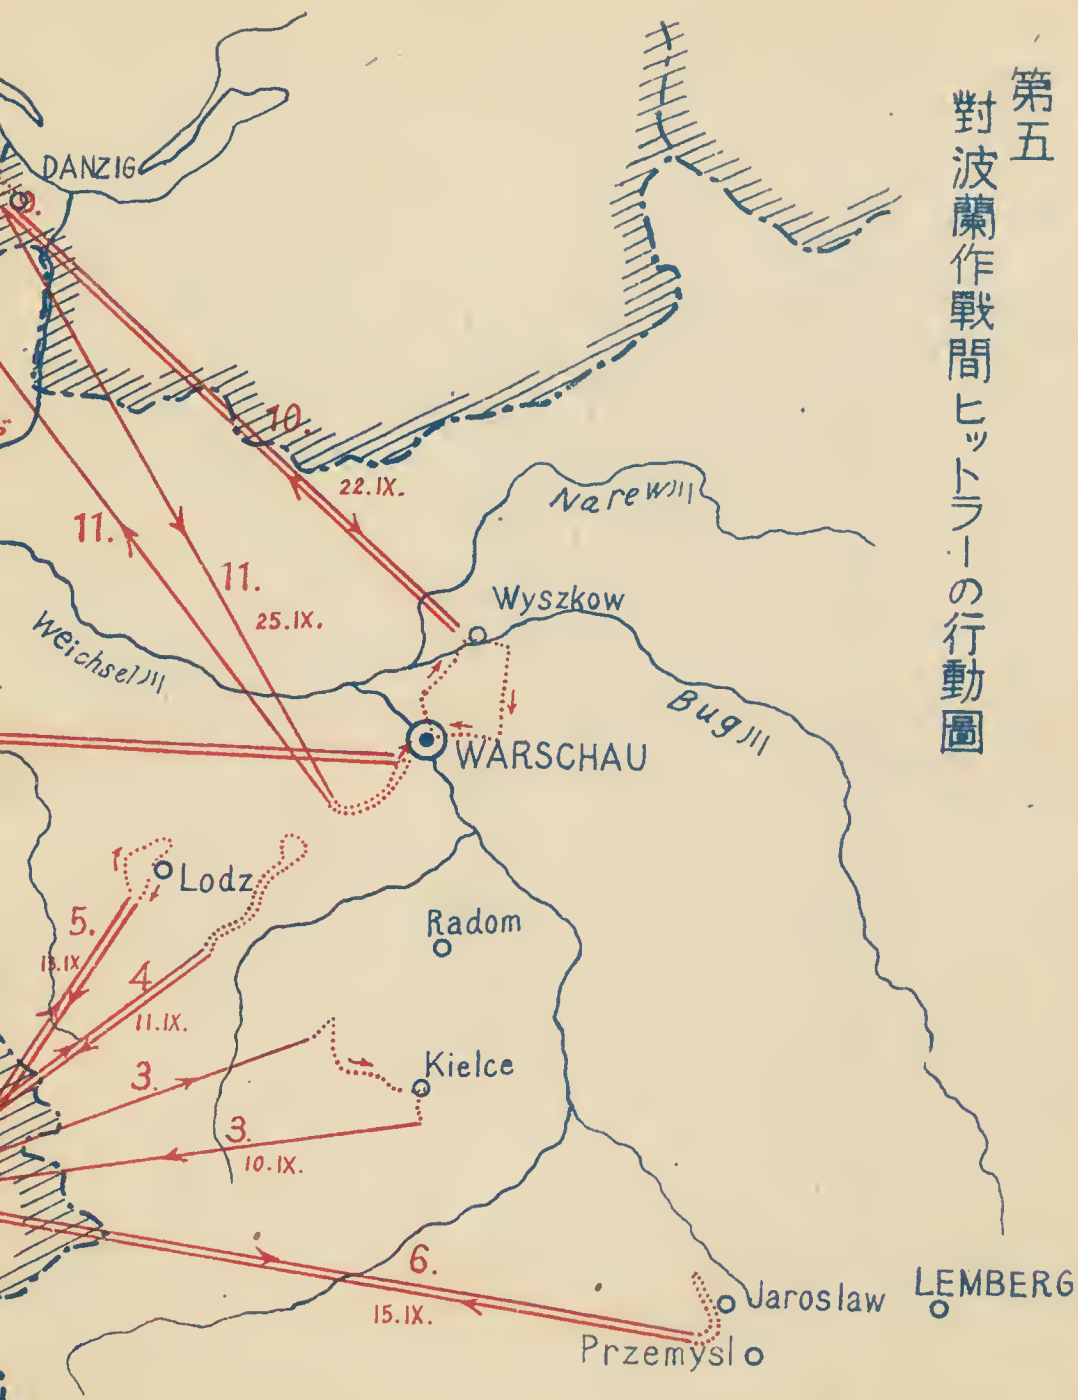 第五
對波蘭作戰間ヒットラーの行動圖
DANZIG
9.
10.
22.IX.
Narew川
11.
11.
25.IX.
Wyszkow
Weichsel川
Bug川
WARSCHAU
Lodz
5.
13.IX
Radom
4
11.IX.
3.
Kielce
3.
10.IX.
6.
15.IX.
Jaroslaw
LEMBERG
Przemysl